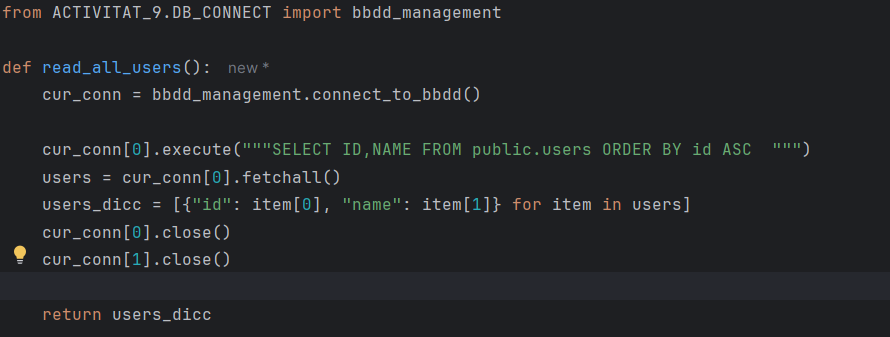 from ACTIVITAT_9.DB_CONNECT import bbdd_management
def read_all_users(): new *
cur_conn = bbdd_management.connect_to_bbdd()
cur_conn[0].execute("""SELECT ID,NAME FROM public.users ORDER BY id ASC  """)
users = cur_conn[0].fetchall()
users_dicc = [{"id": item[0], "name": item[1]} for item in users]
cur_conn[0].close()
cur_conn[1].close()
return users_dicc